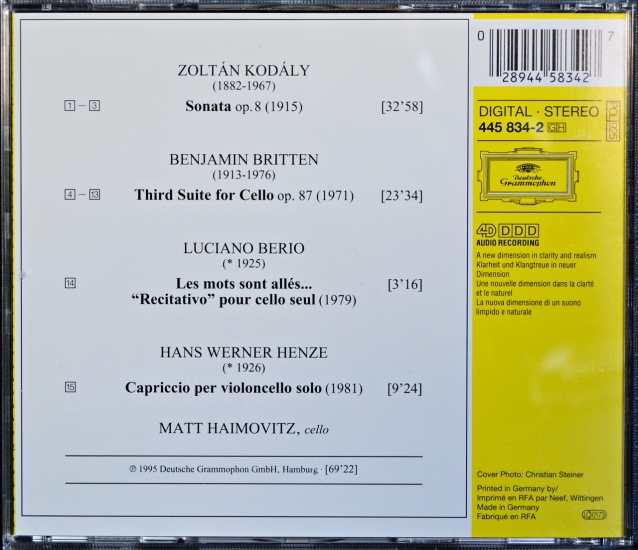 ZOLTÁN KODÁLY
(1882-1967)
1 – 3 Sonata op. 8 (1915) [32’58]
BENJAMIN BRITTEN
(1913-1976)
4 – 13 Third Suite for Cello op. 87 (1971) [23’34]
LUCIANO BERIO
(* 1925)
14 Les mots sont allés... [3’16]
“Recitativo” pour cello seul (1979)
HANS WERNER HENZE
(* 1926)
15 Capriccio per violoncello solo (1981) [9’24]
MATT HAIMOVITZ, cello
℗ 1995 Deutsche Grammophon GmbH, Hamburg · [69’22]
0 28944 58342 7
DIGITAL · STEREO
445 834-2 GH
Deutsche
Grammophon
4D DDD
AUDIO RECORDING
A new dimension in clarity and realism
Klarheit und Klangtreue in neuer
Dimension
Une nouvelle dimension dans la clarté
et le naturel
La nuova dimensione di un suono
limpido e naturale
Cover Photo: Christian Steiner
Printed in Germany by/
Imprimé en RFA par Neef, Wittingen
Made in Germany
Fabriqué en RFA
LC 0173